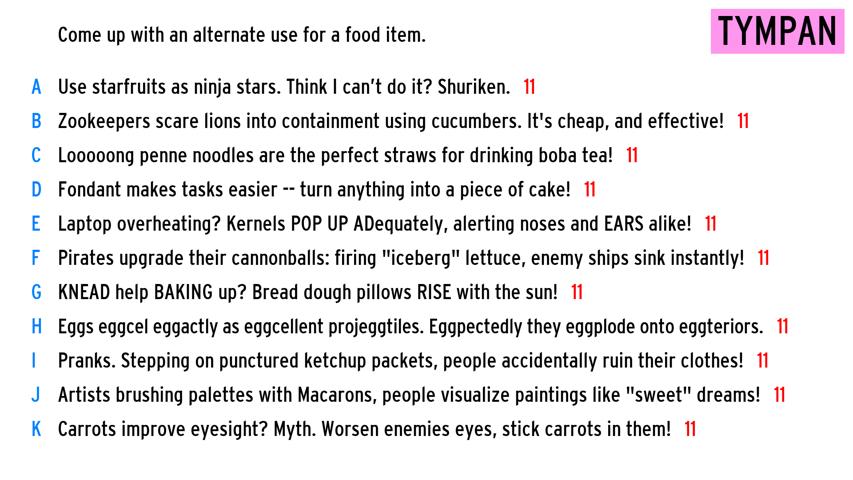 Come up with an alternate use for a food item.
TYMPAN
A Use starfruits as ninja stars. Think I can't do it? Shuriken. 11
B Zookeepers scare lions into containment using cucumbers. It's cheap, and effective! 11
C Looooong penne noodles are the perfect straws for drinking boba tea! 11
D Fondant makes tasks easier -- turn anything into a piece of cake! 11
E Laptop overheating? Kernels POP UP ADequately, alerting noses and EARS alike! 11
F Pirates upgrade their cannonballs: firing "iceberg" lettuce, enemy ships sink instantly! 11
G KNEAD help BAKING up? Bread dough pillows RISE with the sun! 11
H Eggs eggcel eggactly as eggcellent projeggtiles. Eggpectedly they eggplode onto eggteriors. 11
I Pranks. Stepping on punctured ketchup packets, people accidentally ruin their clothes! 11
J Artists brushing palettes with Macarons, people visualize paintings like "sweet" dreams! 11
K Carrots improve eyesight? Myth. Worsen enemies eyes, stick carrots in them! 11